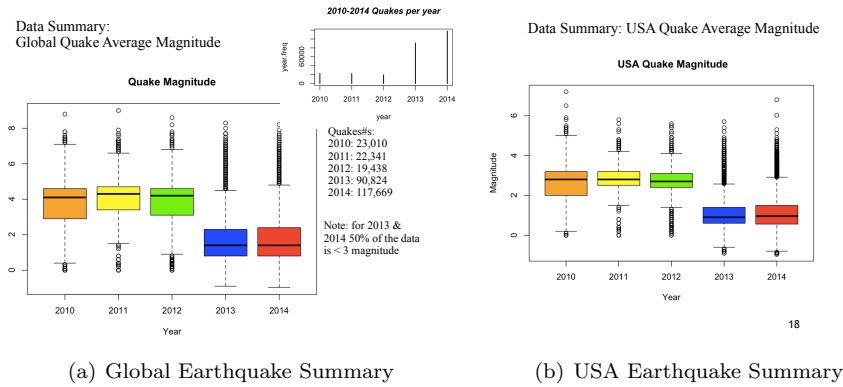 Data Summary:
Global Quake Average Magnitude
2010-2014 Quakes per year
year.freq
0
60000
2010 2011 2012 2013 2014
year
Quake Magnitude
8
6
4
2
0
2010 2011 2012 2013 2014
Year
Quakes#s:
2010: 23,010
2011: 22,341
2012: 19,438
2013: 90,824
2014: 117,669
Note: for 2013 &
2014 50% of the data
is < 3 magnitude
(a) Global Earthquake Summary
Data Summary: USA Quake Average Magnitude
USA Quake Magnitude
Magnitude
6
4
2
0
2010 2011 2012 2013 2014
Year
18
(b) USA Earthquake Summary